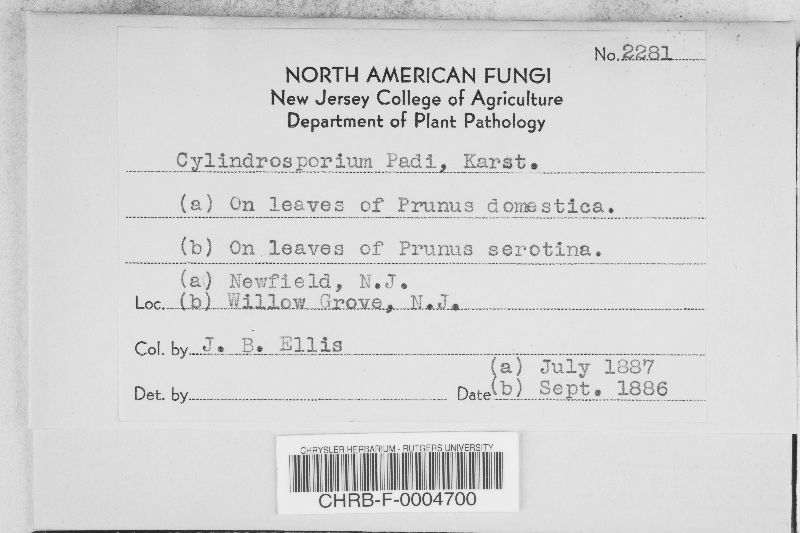 No. 2281
NORTH AMERICAN FUNGI
New Jersey College of Agriculture
Department of Plant Pathology
Cylindrosporium Padi, Karst.
(a) On leaves of Prunus domestica.
(b) On leaves of Prunus serotina.
(a) Newfield, N.J.
Loc. (b) Willow Grove, N.J.
Col. by J. B. Ellis
(a) July 1887
Det. by Date (b) Sept. 1886
CHRYSLER HERBARIUM - RUTGERS UNIVERSITY
CHRB-F-0004700